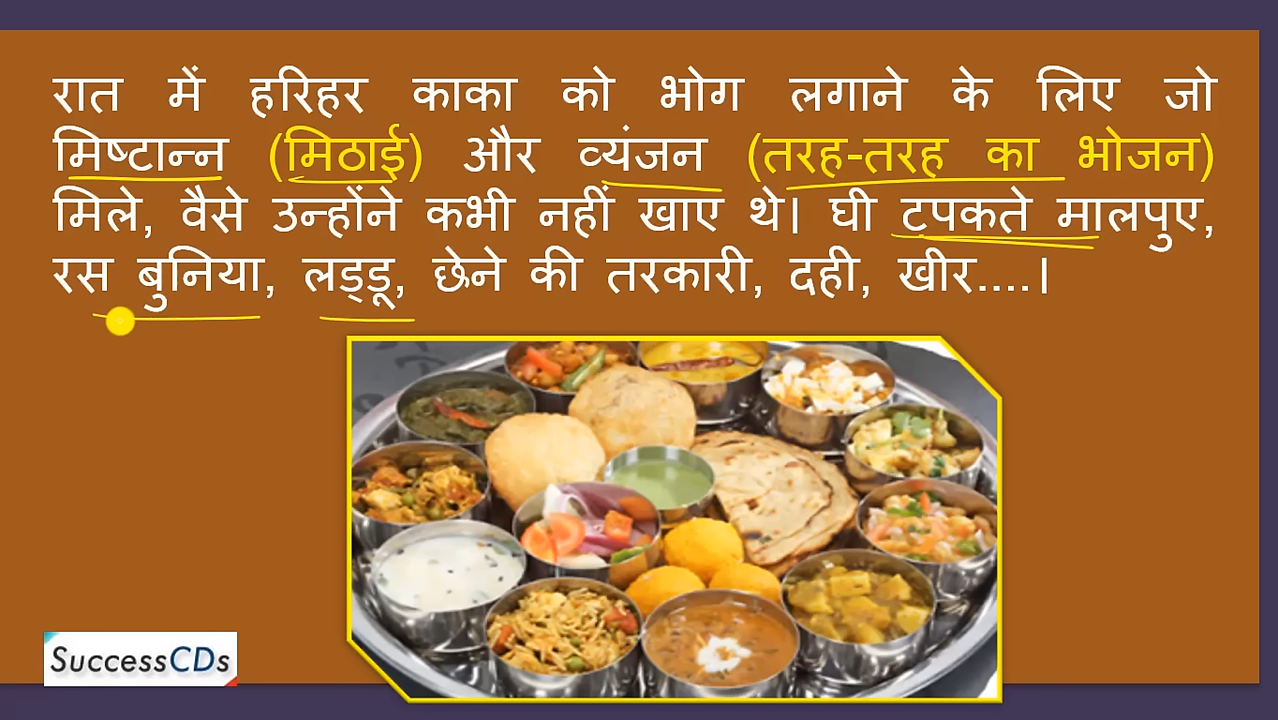 रात में हरिहर काका को भोग लगाने के लिए जो
मिष्टान्न (मिठाई) और व्यंजन (तरह-तरह का भोजन)
मिले, वैसे उन्होंने कभी नहीं खाए थे। घी टपकते मालपुए,
रस बुनिया, लड्डू, छेने की तरकारी, दही, खीर....।
SuccessCDs